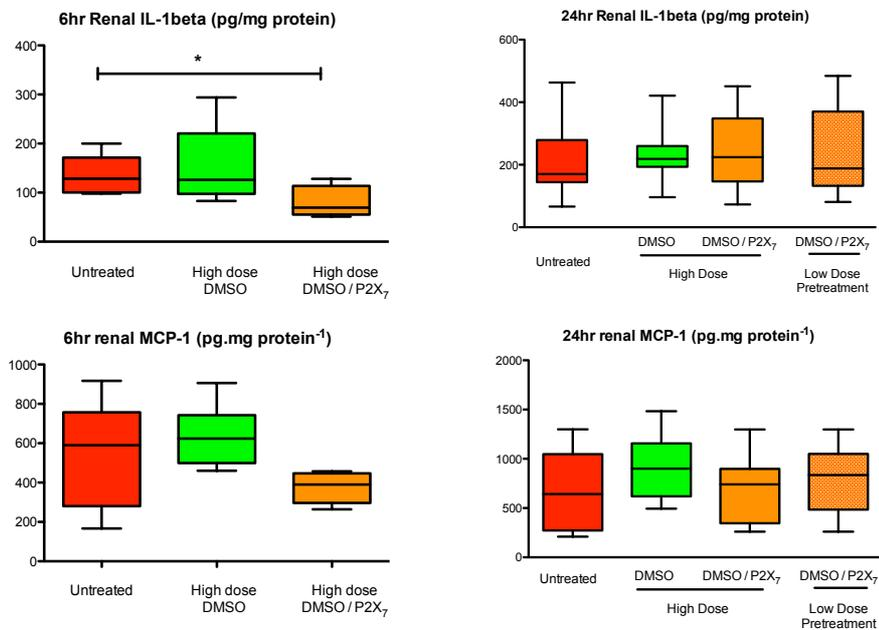 6hr Renal IL-1beta (pg/mg protein)
400
300
200
100
0
*
Untreated
High dose
DMSO
High dose
DMSO / P2X₇
24hr Renal IL-1beta (pg/mg protein)
600
400
200
0
Untreated
DMSO
DMSO / P2X₇
High Dose
DMSO / P2X₇
Low Dose
Pretreatment
6hr renal MCP-1 (pg.mg protein⁻¹)
1000
800
600
400
200
0
Untreated
High dose
DMSO
High dose
DMSO / P2X₇
24hr renal MCP-1 (pg.mg protein⁻¹)
2000
1500
1000
500
0
Untreated
DMSO
DMSO / P2X₇
High Dose
DMSO / P2X₇
Low Dose
Pretreatment